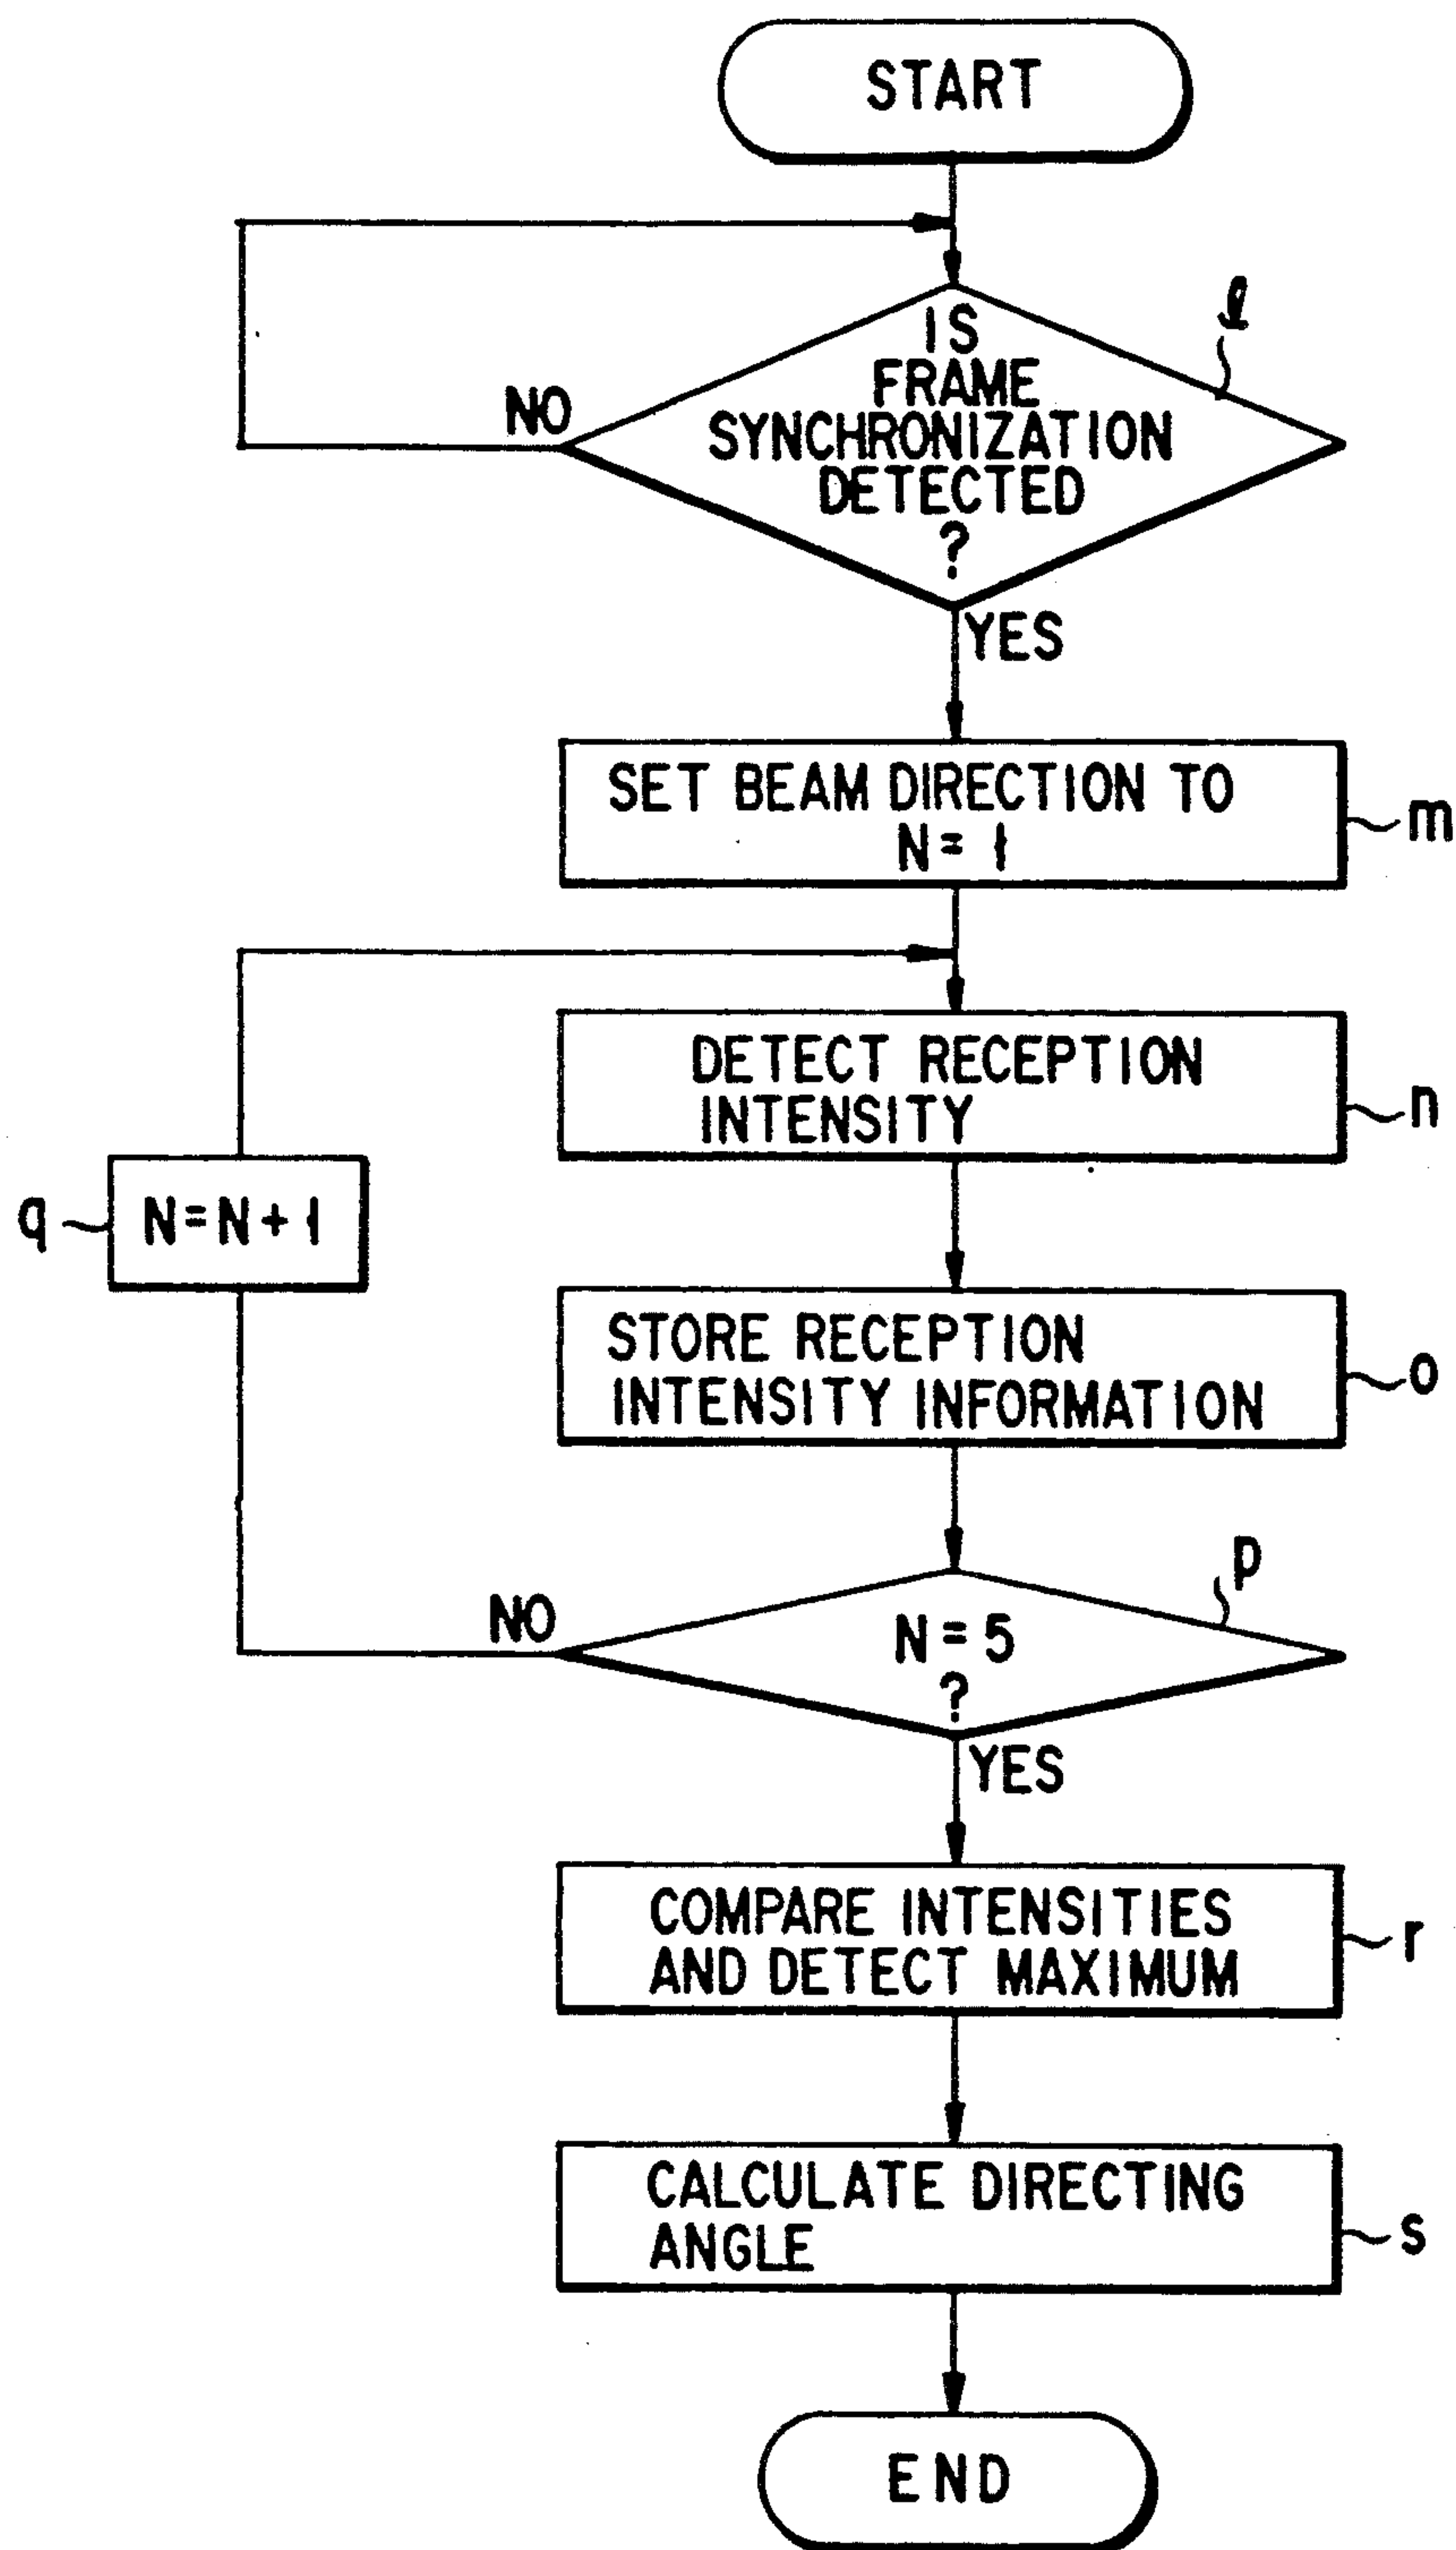 START
IS
FRAME
SYNCHRONIZATION
DETECTED
?
ℓ
NO
YES
SET BEAM DIRECTION TO
N = 1
m
DETECT RECEPTION
INTENSITY
n
q
N=N+1
STORE RECEPTION
INTENSITY INFORMATION
o
p
NO
N = 5
?
YES
COMPARE INTENSITIES
AND DETECT MAXIMUM
r
CALCULATE DIRECTING
ANGLE
s
END